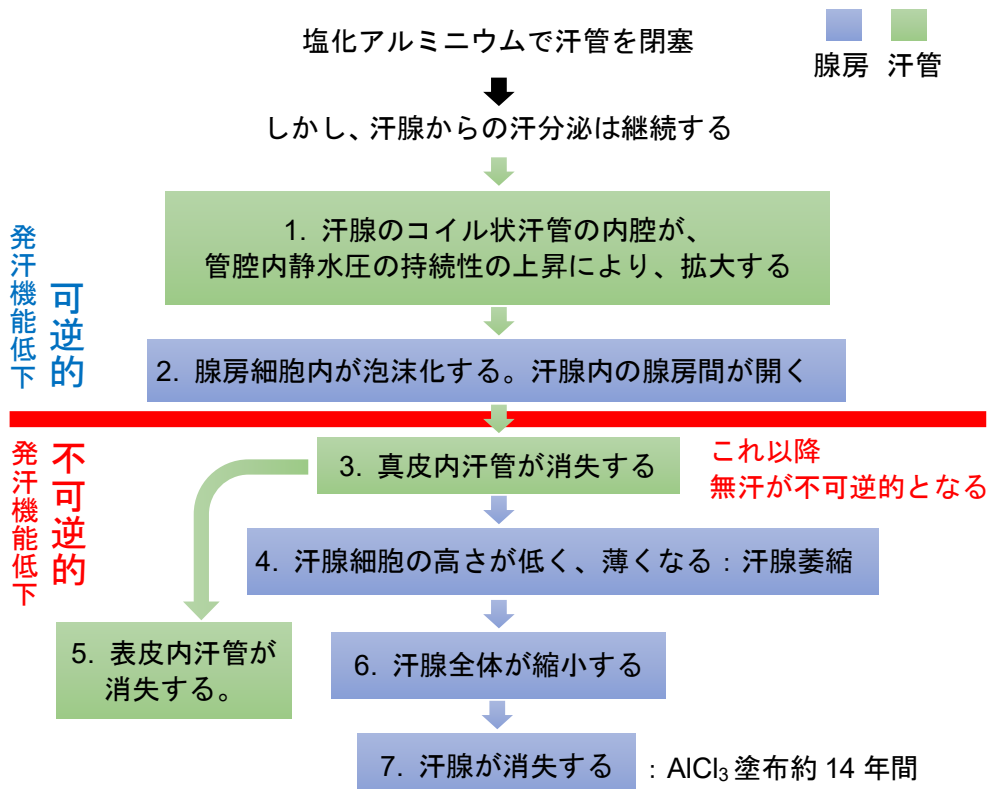 塩化アルミニウムで汗管を閉塞
腺房 汗管
しかし、汗腺からの汗分泌は継続する
1. 汗腺のコイル状汗管の内腔が、
管腔内静水圧の持続性の上昇により、拡大する
発汗機能低下
可逆的
2. 腺房細胞内が泡沫化する。汗腺内の腺房間が開く
発汗機能低下
不可逆的
3. 真皮内汗管が消失する
これ以降
無汗が不可逆的となる
4. 汗腺細胞の高さが低く、薄くなる：汗腺萎縮
5. 表皮内汗管が
消失する。
6. 汗腺全体が縮小する
7. 汗腺が消失する
：AlCl₃ 塗布約 14 年間